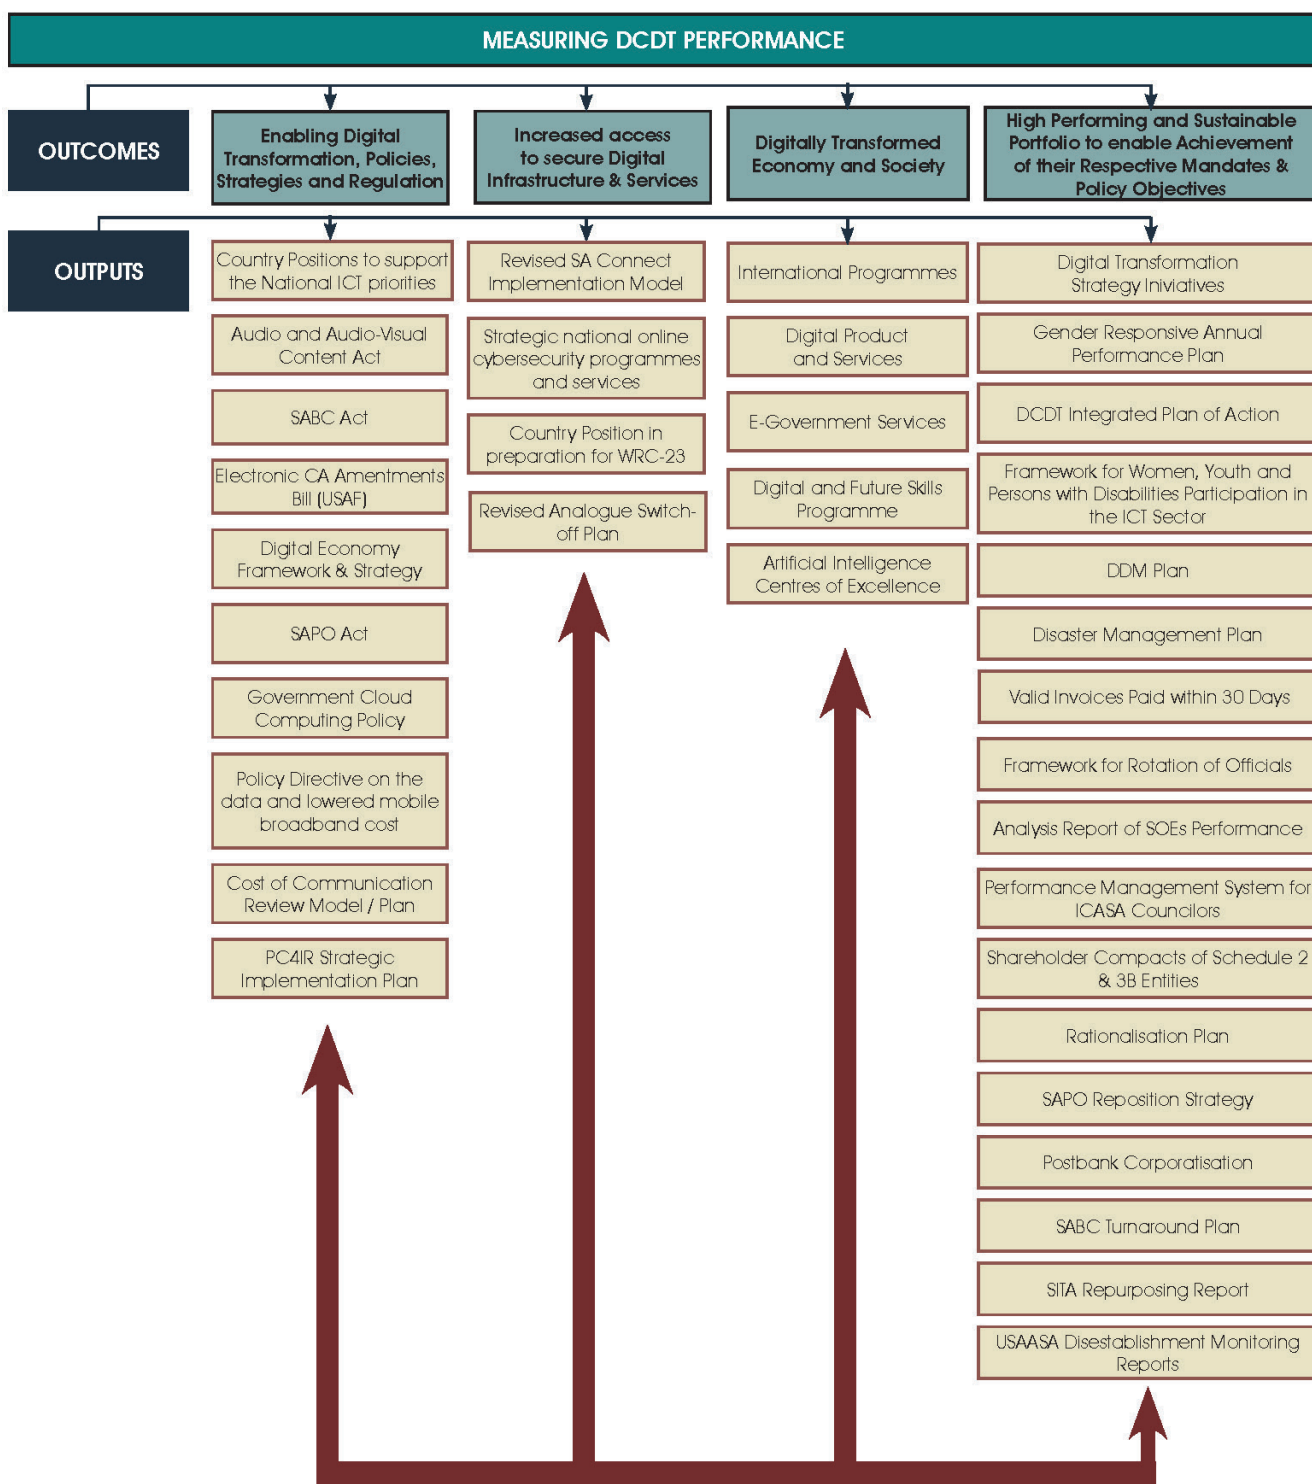 MEASURING DCDT PERFORMANCE
OUTCOMES
Enabling Digital
Transformation, Policies,
Strategies and Regulation
Increased access
to secure Digital
Infrastructure & Services
Digitally Transformed
Economy and Society
High Performing and Sustainable
Portfolio to enable Achievement
of their Respective Mandates &
Policy Objectives
OUTPUTS
Country Positions to support
the National ICT priorities
Audio and Audio-Visual
Content Act
SABC Act
Electronic CA Amentments
Bill (USAF)
Digital Economy
Framework & Strategy
SAPO Act
Government Cloud
Computing Policy
Policy Directive on the
data and lowered mobile
broadband cost
Cost of Communication
Review Model / Plan
PC4IR Strategic
Implementation Plan
Revised SA Connect
Implementation Model
Strategic national online
cybersecurity programmes
and services
Country Position in
preparation for WRC-23
Revised Analogue Switch-
off Plan
International Programmes
Digital Product
and Services
E-Government Services
Digital and Future Skills
Programme
Artificial Intelligence
Centres of Excellence
Digital Transformation
Strategy Iniviatives
Gender Responsive Annual
Performance Plan
DCDT Integrated Plan of Action
Framework for Women, Youth and
Persons with Disabilities Participation in
the ICT Sector
DDM Plan
Disaster Management Plan
Valid Invoices Paid within 30 Days
Framework for Rotation of Officials
Analysis Report of SOEs Performance
Performance Management System for
ICASA Councilors
Shareholder Compacts of Schedule 2
& 3B Entities
Rationalisation Plan
SAPO Reposition Strategy
Postbank Corporatisation
SABC Turnaround Plan
SITA Repurposing Report
USAASA Disestablishment Monitoring
Reports